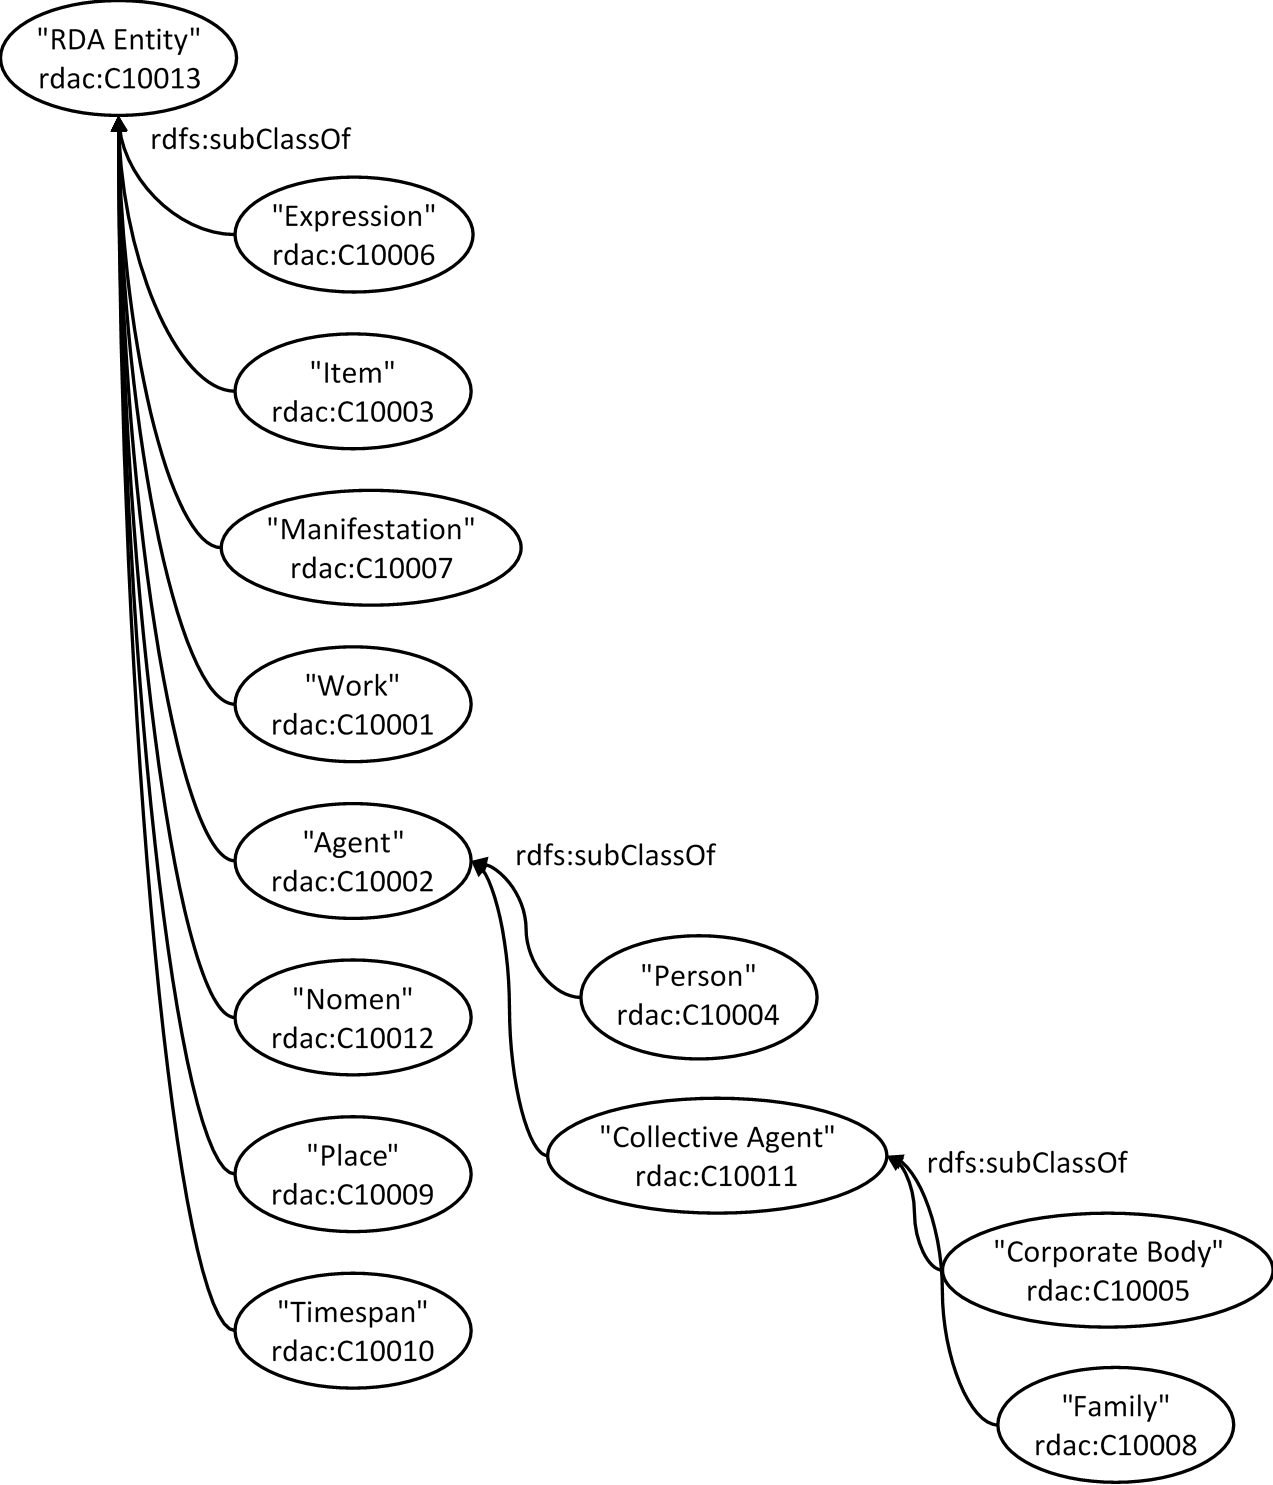 "RDA Entity"
rdac:C10013
rdfs:subClassOf
"Expression"
rdac:C10006
"Item"
rdac:C10003
"Manifestation"
rdac:C10007
"Work"
rdac:C10001
"Agent"
rdac:C10002
rdfs:subClassOf
"Person"
rdac:C10004
"Nomen"
rdac:C10012
"Collective Agent"
rdac:C10011
"Place"
rdac:C10009
rdfs:subClassOf
"Corporate Body"
rdac:C10005
"Timespan"
rdac:C10010
"Family"
rdac:C10008